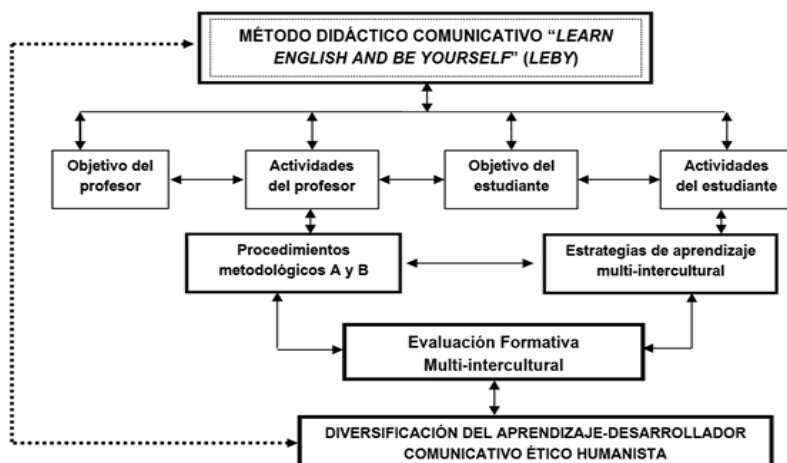 MÉTODO DIDÁCTICO COMUNICATIVO “LEARN
ENGLISH AND BE YOURSELF” (LEBY)
Objetivo del
profesor
Actividades
del profesor
Objetivo del
estudiante
Actividades
del estudiante
Procedimientos
metodológicos A y B
Estrategias de aprendizaje
multi-intercultural
Evaluación Formativa
Multi-intercultural
DIVERSIFICACIÓN DEL APRENDIZAJE-DESARROLLADOR
COMUNICATIVO ÉTICO HUMANISTA